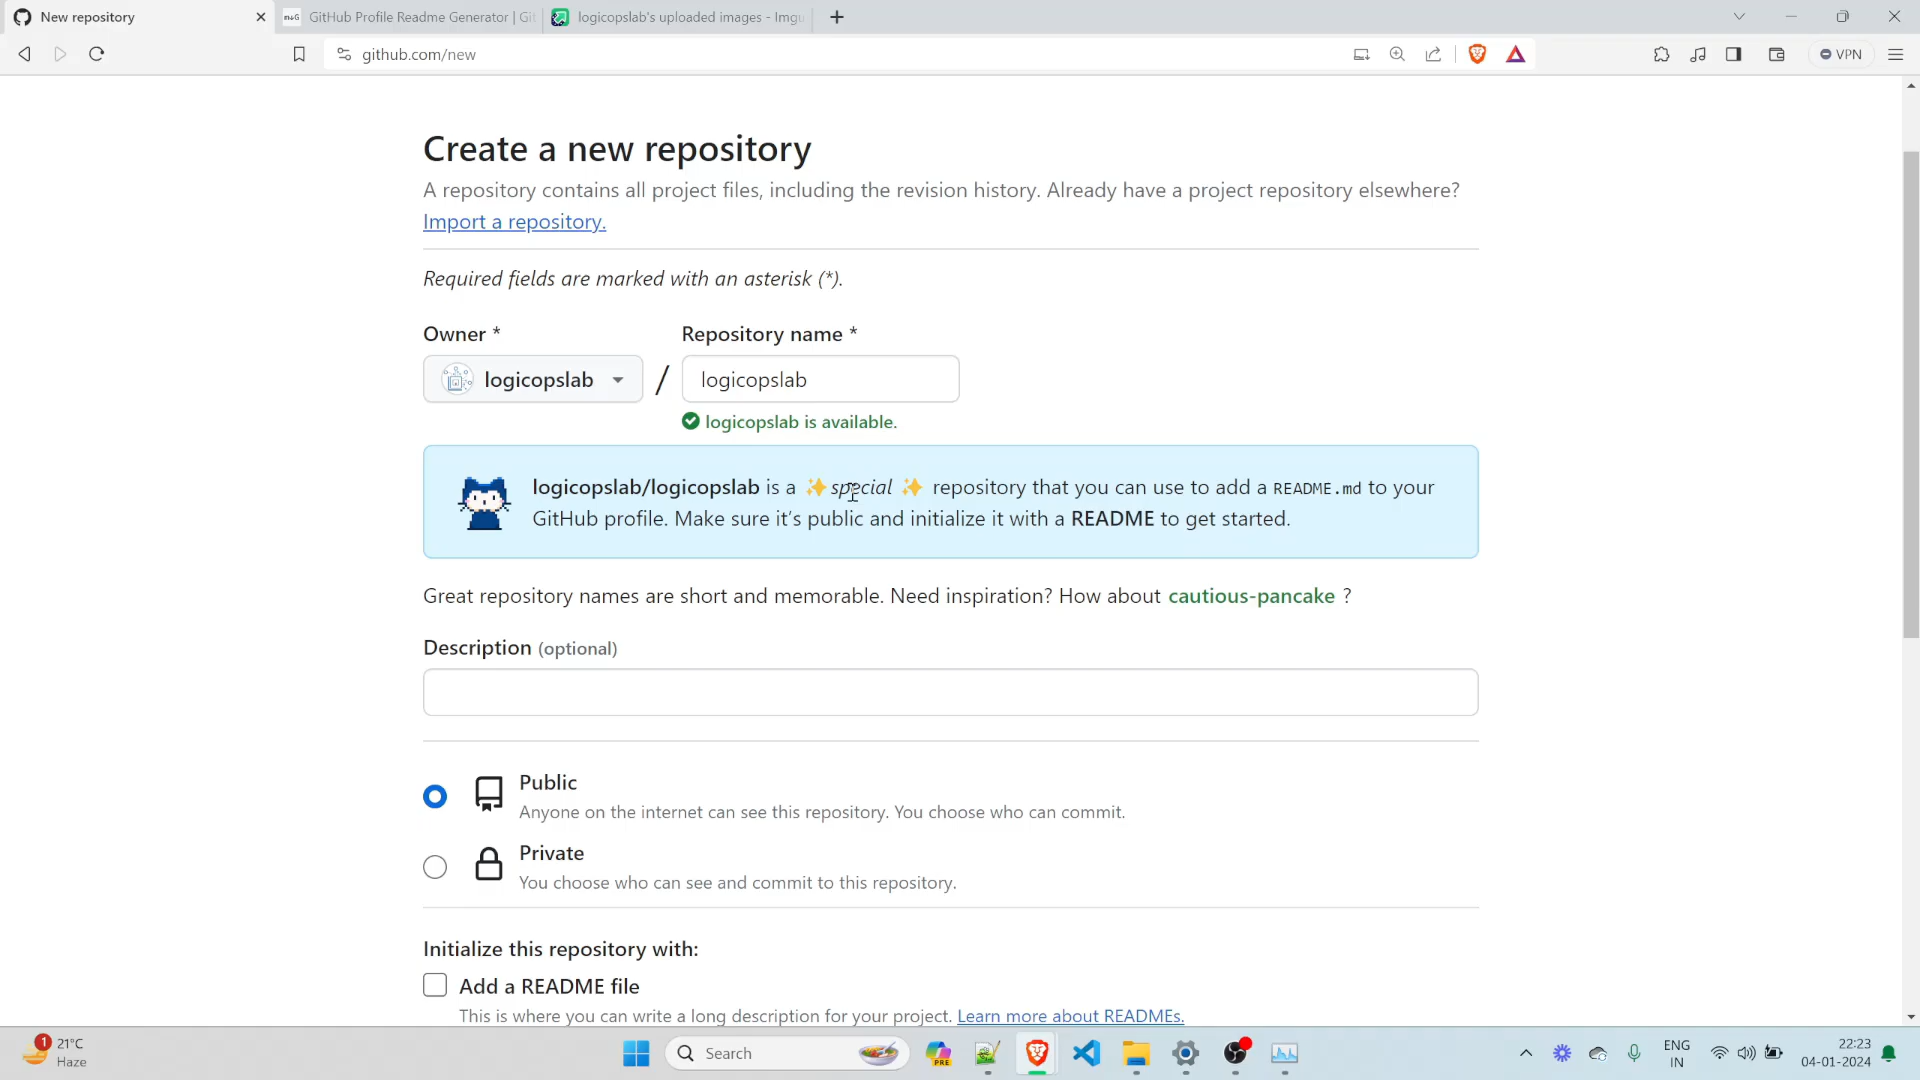 New repository
GitHub Profile Readme Generator | Git
logicopslab's uploaded images - Imgu
github.com/new
VPN
Create a new repository
A repository contains all project files, including the revision history. Already have a project repository elsewhere?
Import a repository.
Required fields are marked with an asterisk (*).
Owner *
Repository name *
logicopslab
/
logicopslab
logicopslab is available.
logicopslab/logicopslab is a ✨ special ✨ repository that you can use to add a README.md to your
GitHub profile. Make sure it's public and initialize it with a README to get started.
Great repository names are short and memorable. Need inspiration? How about cautious-pancake ?
Description (optional)
Public
Anyone on the internet can see this repository. You choose who can commit.
Private
You choose who can see and commit to this repository.
Initialize this repository with:
Add a README file
This is where you can write a long description for your project. Learn more about READMEs.
1
21°C
Haze
Search
PRE
ENG
IN
22:23
04-01-2024